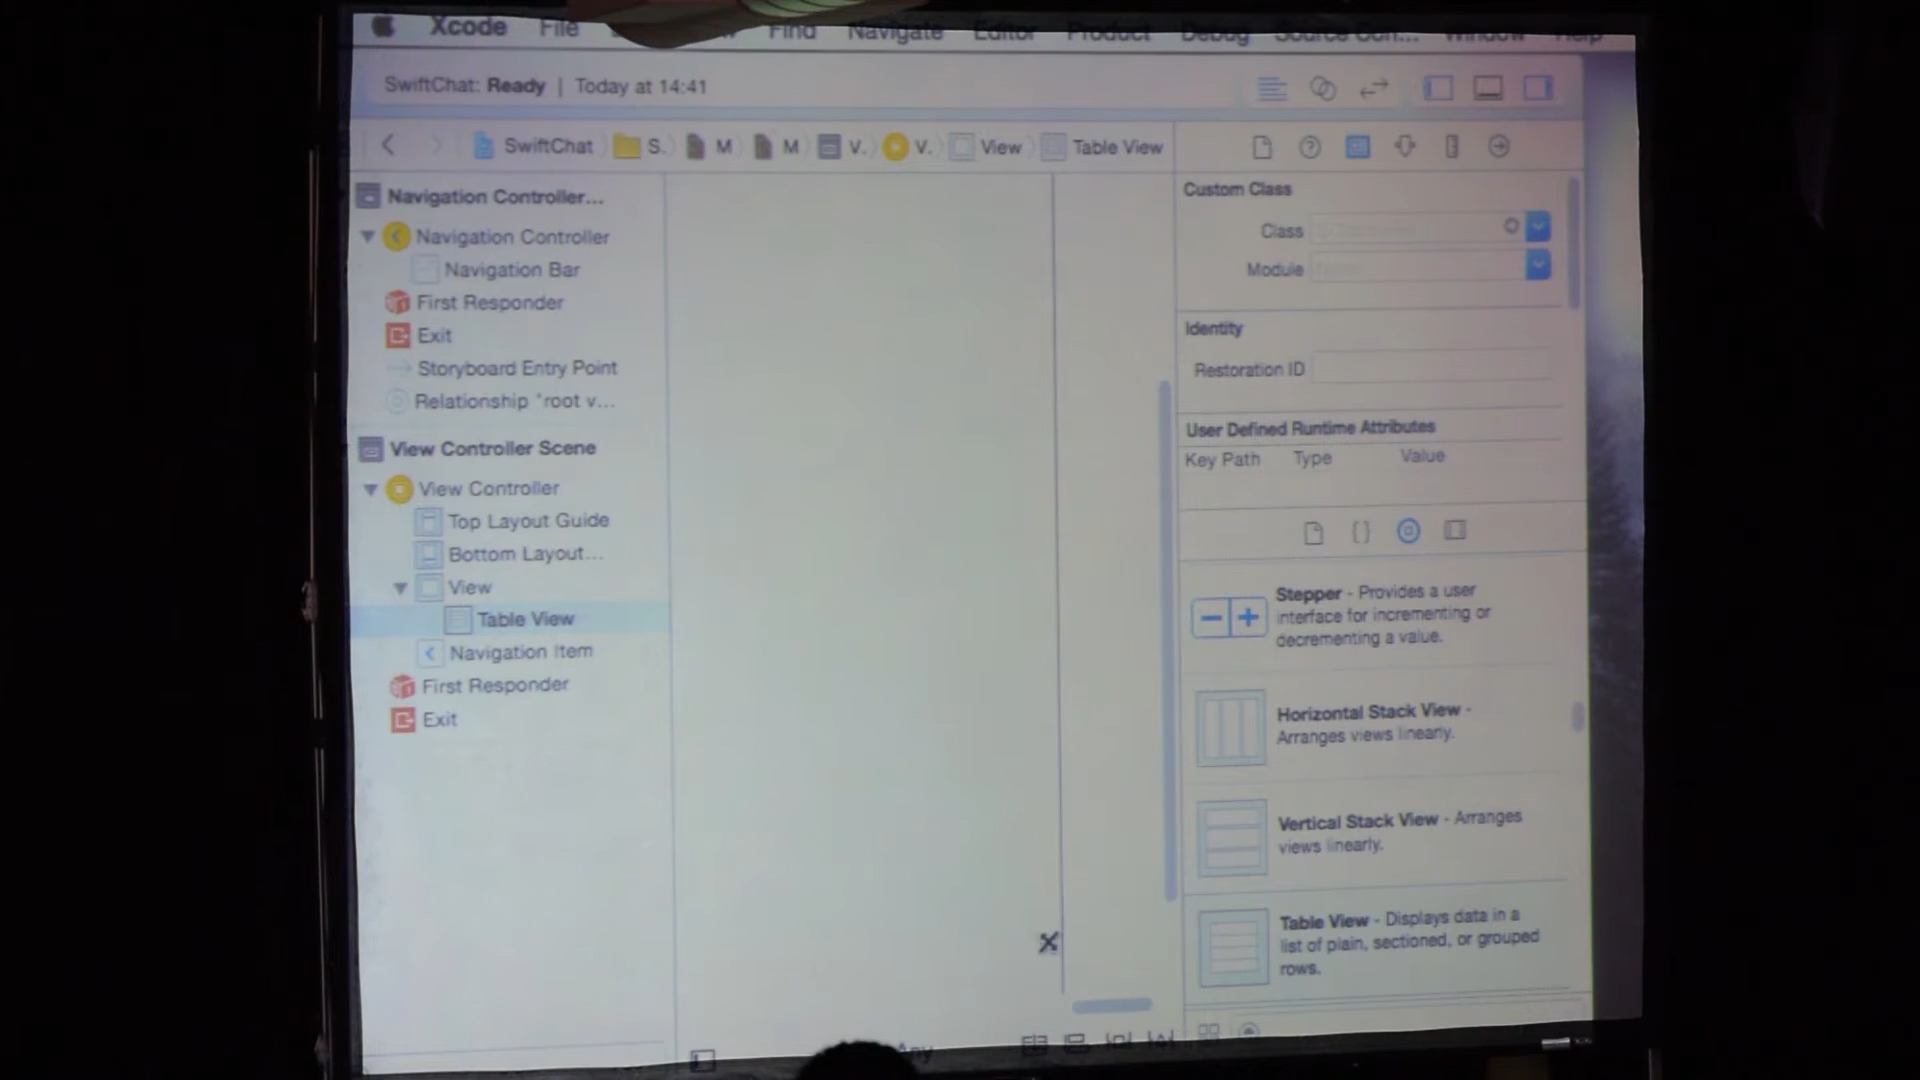 Xcode File Find Navigate Editor Product Debug Source Con... Window Help
SwiftChat: Ready | Today at 14:41
SwiftChat S. M M V. V. View Table View
Navigation Controller...
Navigation Controller
Navigation Bar
First Responder
Exit
Storyboard Entry Point
Relationship "root v...
View Controller Scene
View Controller
Top Layout Guide
Bottom Layout...
View
Table View
Navigation Item
First Responder
Exit
Custom Class
Class
Module
Identity
Restoration ID
User Defined Runtime Attributes
Key Path Type Value
Stepper - Provides a user
interface for incrementing or
decrementing a value.
Horizontal Stack View -
Arranges views linearly.
Vertical Stack View - Arranges
views linearly.
Table View - Displays data in a
list of plain, sectioned, or grouped
rows.
Any